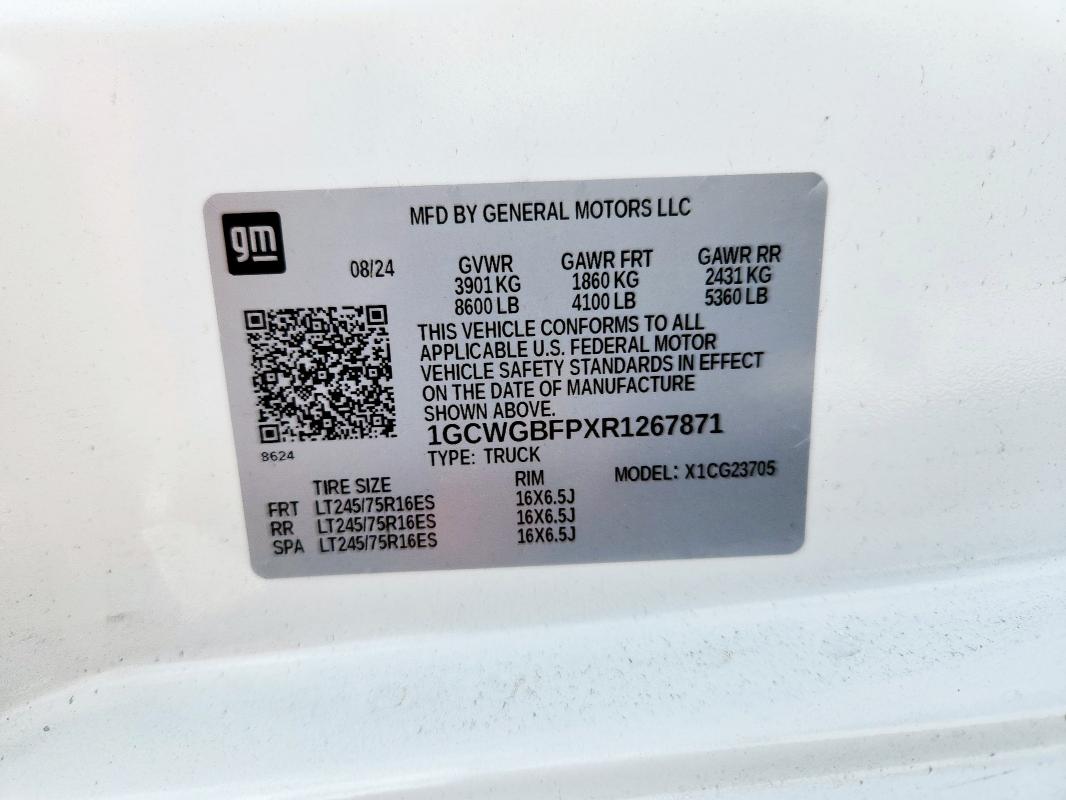 gm
MFD BY GENERAL MOTORS LLC
08/24 GVWR GAWR FRT GAWR RR
3901 KG 1860 KG 2431 KG
8600 LB 4100 LB 5360 LB
THIS VEHICLE CONFORMS TO ALL
APPLICABLE U.S. FEDERAL MOTOR
VEHICLE SAFETY STANDARDS IN EFFECT
ON THE DATE OF MANUFACTURE
SHOWN ABOVE.
1GCWGBFPXR1267871
8624
TYPE: TRUCK
MODEL: X1CG23705
TIRE SIZE RIM
FRT LT245/75R16ES 16X6.5J
RR LT245/75R16ES 16X6.5J
SPA LT245/75R16ES 16X6.5J